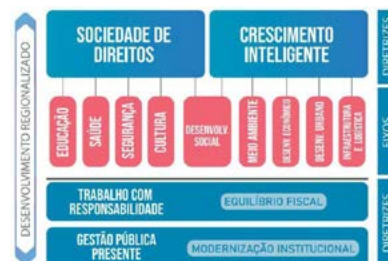 DESENVOLVIMENTO REGIONALIZADO
SOCIEDADE DE
DIREITOS
CRESCIMENTO
INTELIGENTE
DIRETRIZES
EDUCAÇÃO
SAÚDE
SEGURANÇA
CULTURA
DESENVOLV.
SOCIAL
MEIO AMBIENTE
DESENV. ECONÔMICO
DESENV. URBANO
INFRAESTRUTURA
E LOGÍSTICA
EIXOS
TRABALHO COM
RESPONSABILIDADE
EQUILÍBRIO FISCAL
GESTÃO PÚBLICA
PRESENTE
MODERNIZAÇÃO INSTITUCIONAL
DIRETRIZES